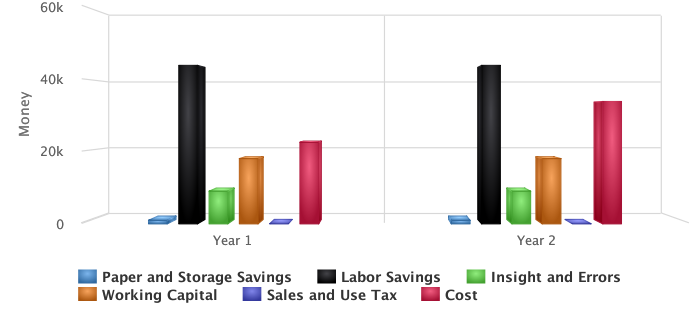 60k
40k
20k
0
Money
Year 1
Year 2
Paper and Storage Savings
Labor Savings
Insight and Errors
Working Capital
Sales and Use Tax
Cost